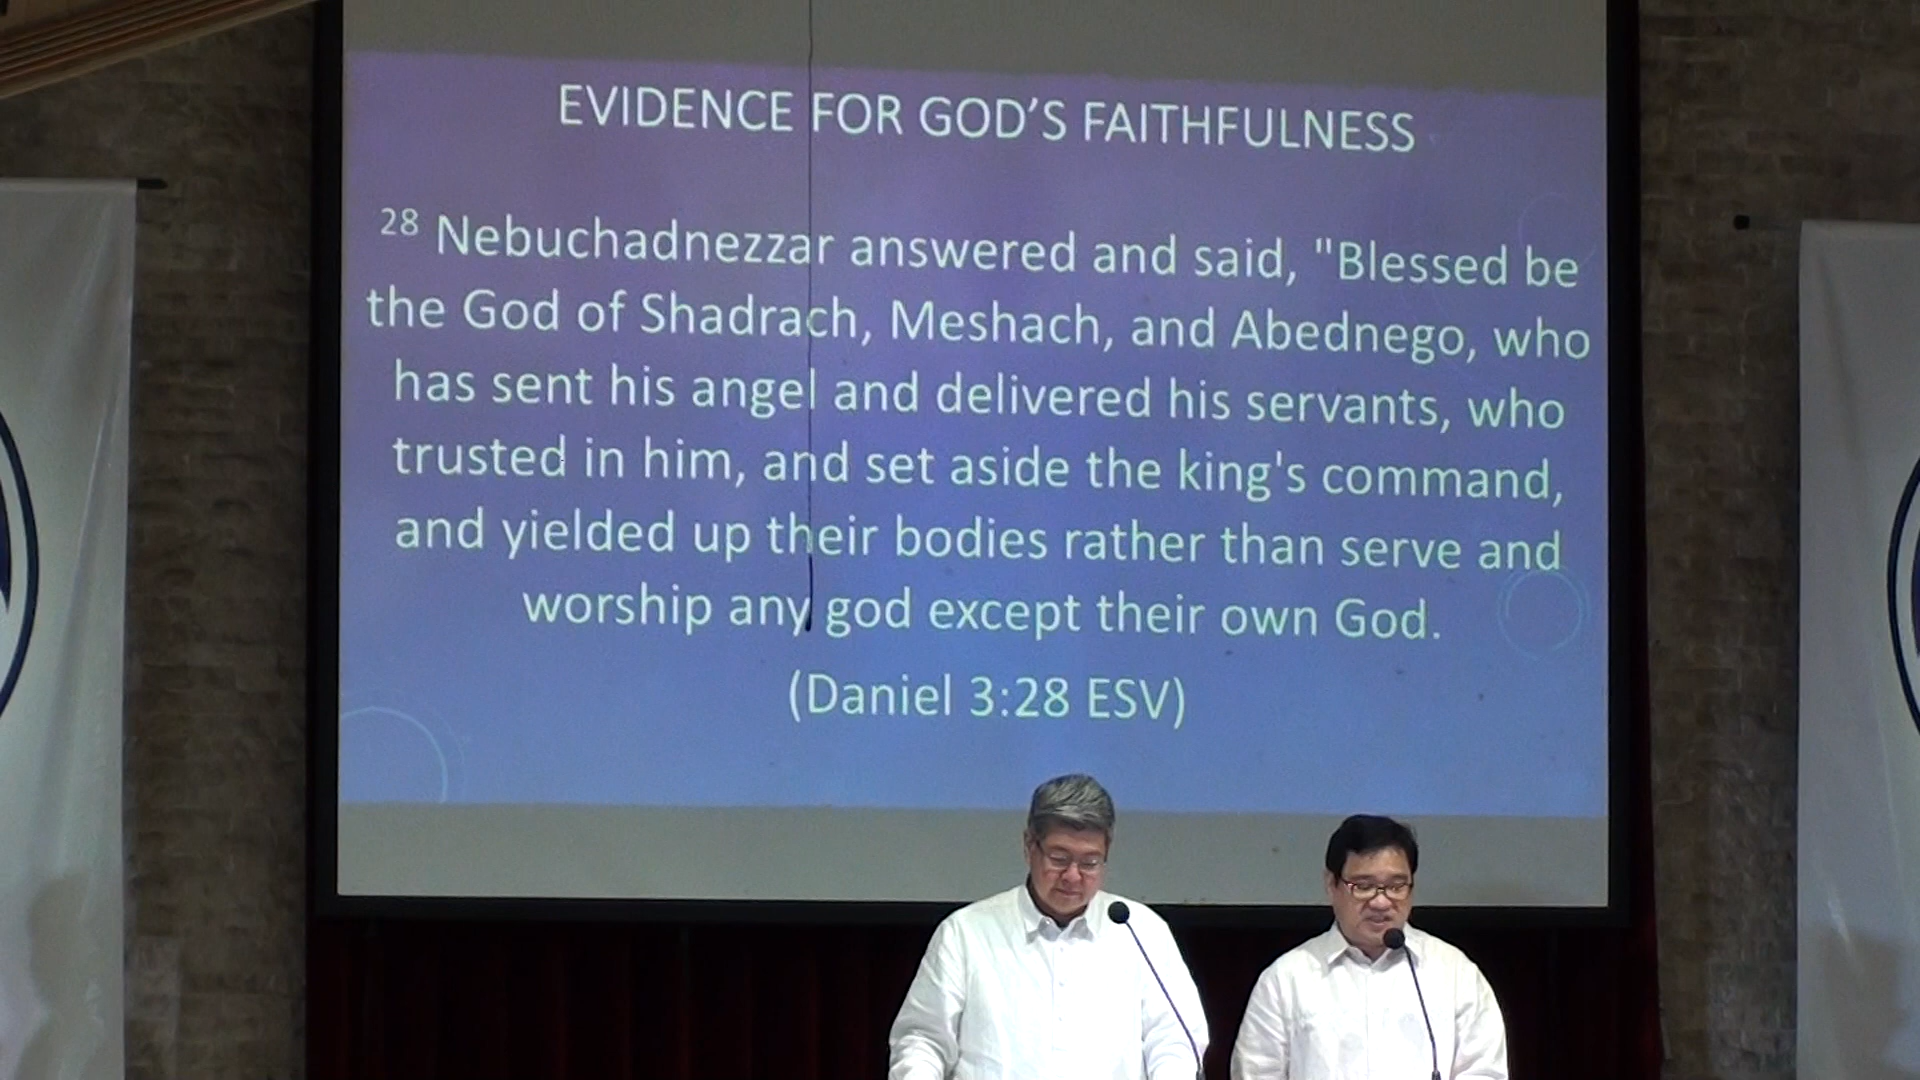 EVIDENCE FOR GOD’S FAITHFULNESS
28 Nebuchadnezzar answered and said, "Blessed be
the God of Shadrach, Meshach, and Abednego, who
has sent his angel and delivered his servants, who
trusted in him, and set aside the king's command,
and yielded up their bodies rather than serve and
worship any god except their own God.
(Daniel 3:28 ESV)